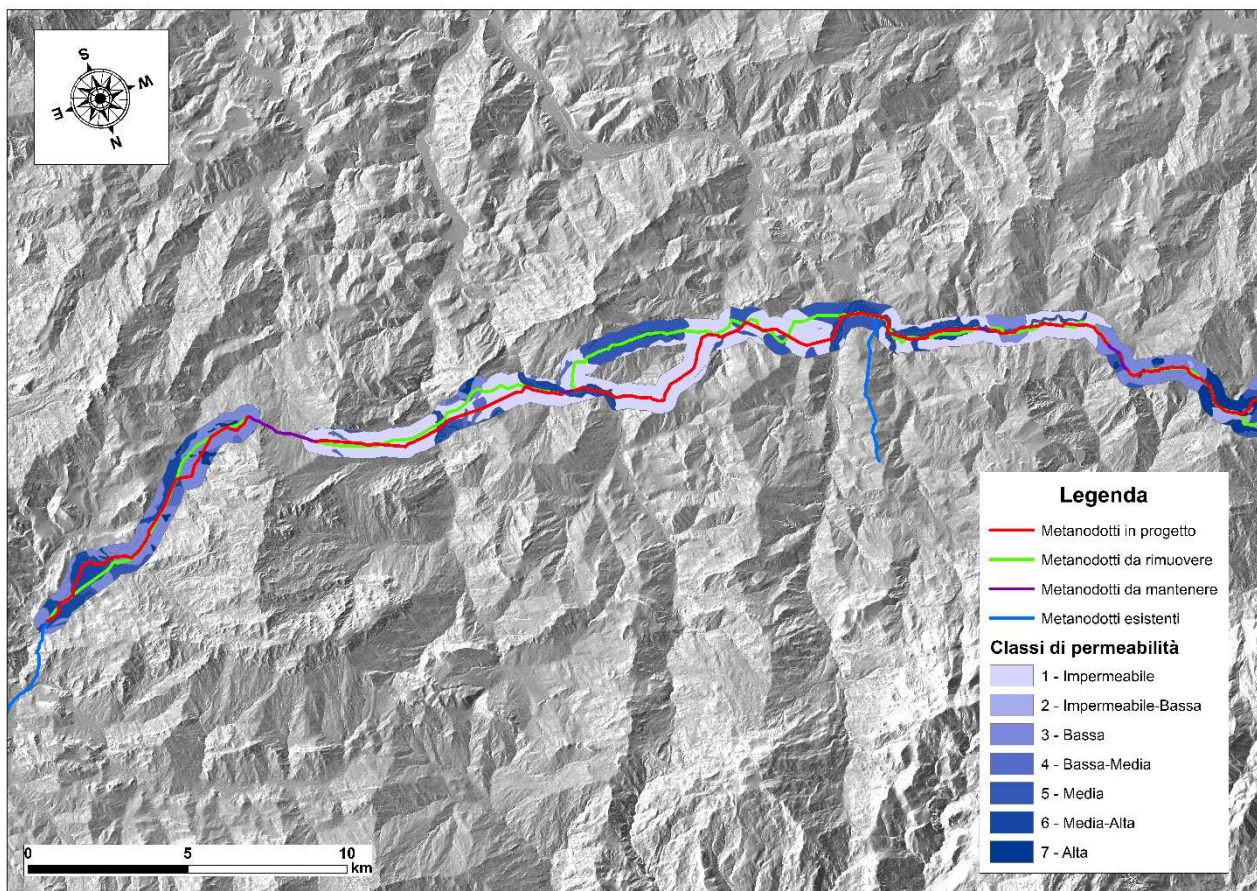 S
W
E
N
Legenda
Metanodotti in progetto
Metanodotti da rimuovere
Metanodotti da mantenere
Metanodotti esistenti
Classi di permeabilità
1 - Impermeabile
2 - Impermeabile-Bassa
3 - Bassa
4 - Bassa-Media
5 - Media
6 - Media-Alta
7 - Alta
0 5 10
km